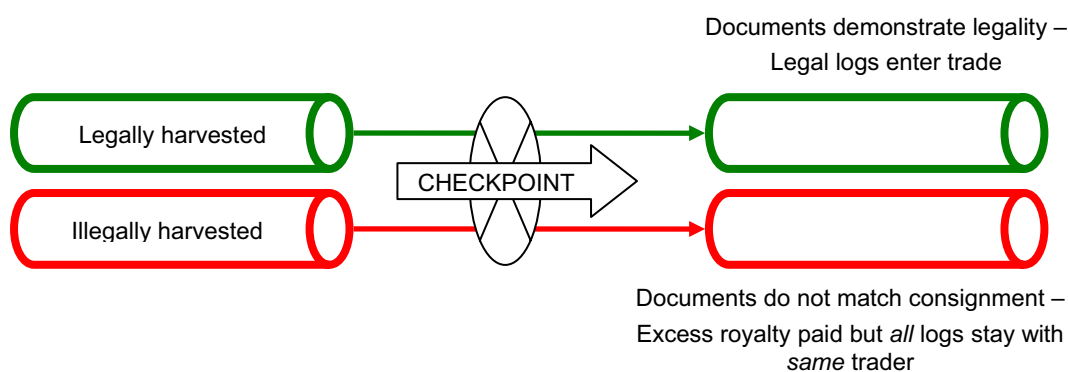 Documents demonstrate legality –
Legal logs enter trade
Legally harvested
CHECKPOINT
Illegally harvested
Documents do not match consignment –
Excess royalty paid but all logs stay with
same trader